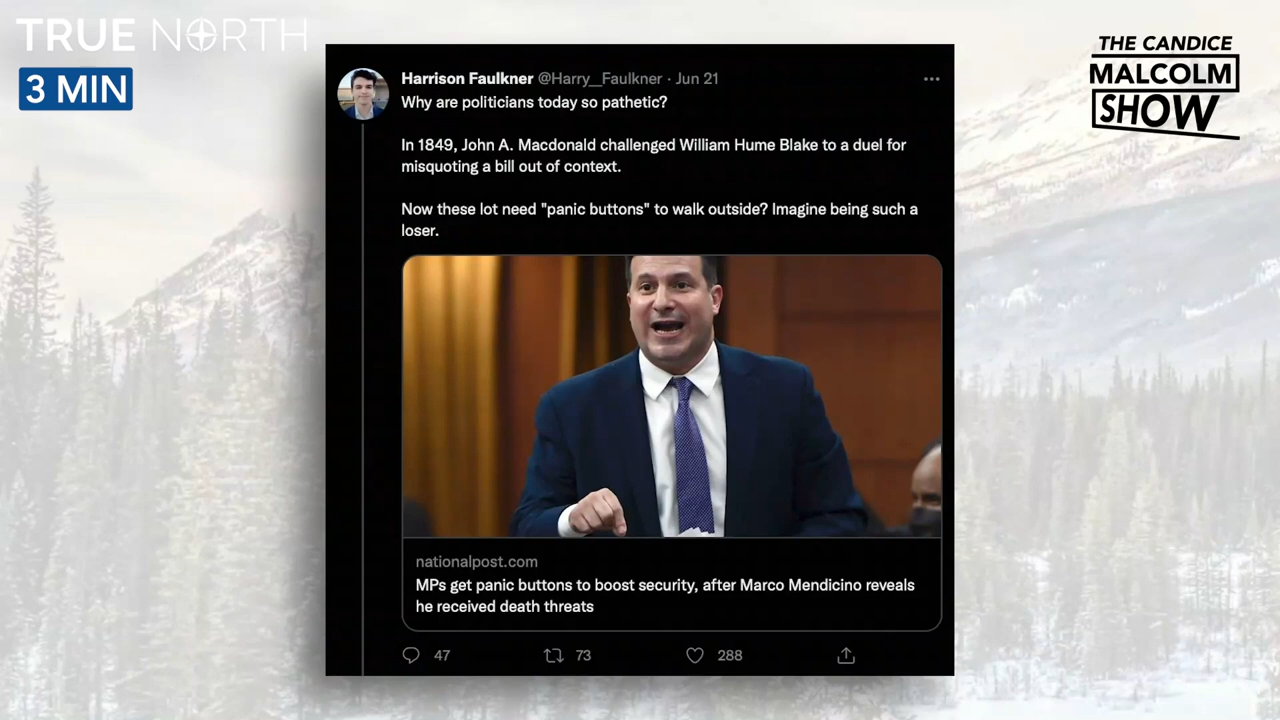 TRUE NORTH
3 MIN
THE CANDICE
MALCOLM
SHOW
Harrison Faulkner @Harry__Faulkner · Jun 21
Why are politicians today so pathetic?
In 1849, John A. Macdonald challenged William Hume Blake to a duel for
misquoting a bill out of context.
Now these lot need "panic buttons" to walk outside? Imagine being such a
loser.
nationalpost.com
MPs get panic buttons to boost security, after Marco Mendicino reveals
he received death threats
47 73 288